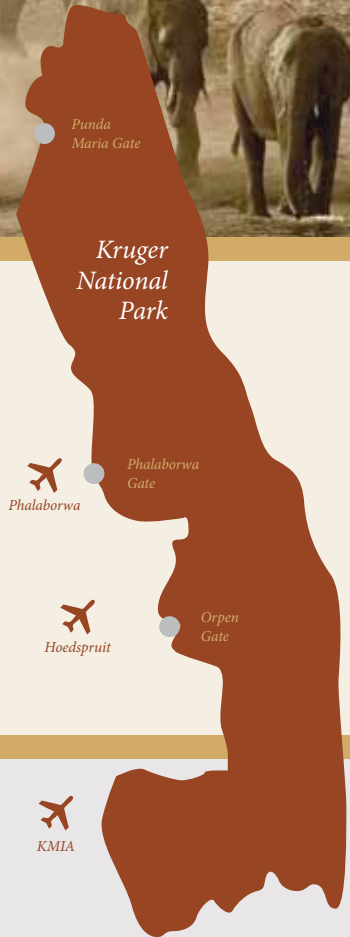 Punda
Maria Gate
Kruger
National
Park
Phalaborwa
Gate
Phalaborwa
Orpen
Gate
Hoedspruit
KMIA